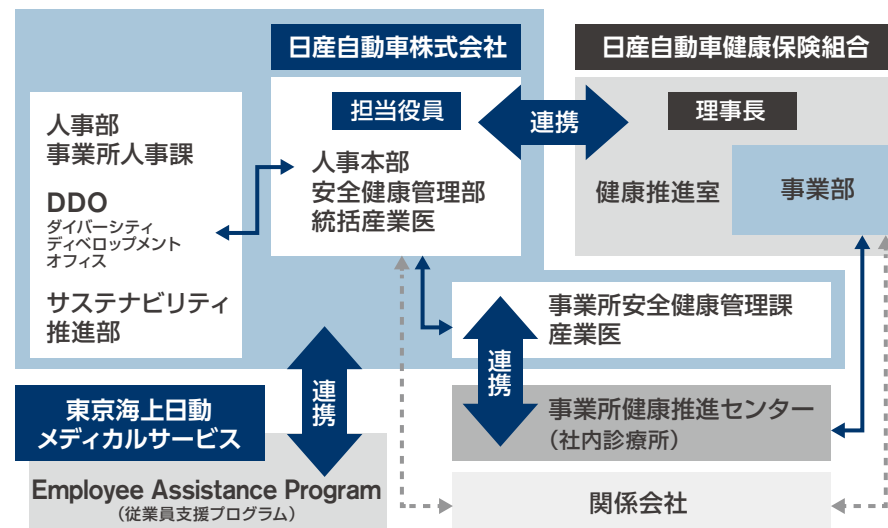 日産自動車株式会社
日産自動車健康保険組合
担当役員
連携
理事長
人事部
事業所人事課
DDO
ダイバーシティ
ディベロップメント
オフィス
サステナビリティ
推進部
人事本部
安全健康管理部
統括産業医
健康推進室
事業部
事業所安全健康管理課
産業医
連携
連携
東京海上日動
メディカルサービス
事業所健康推進センター
（社内診療所）
Employee Assistance Program
（従業員支援プログラム）
関係会社